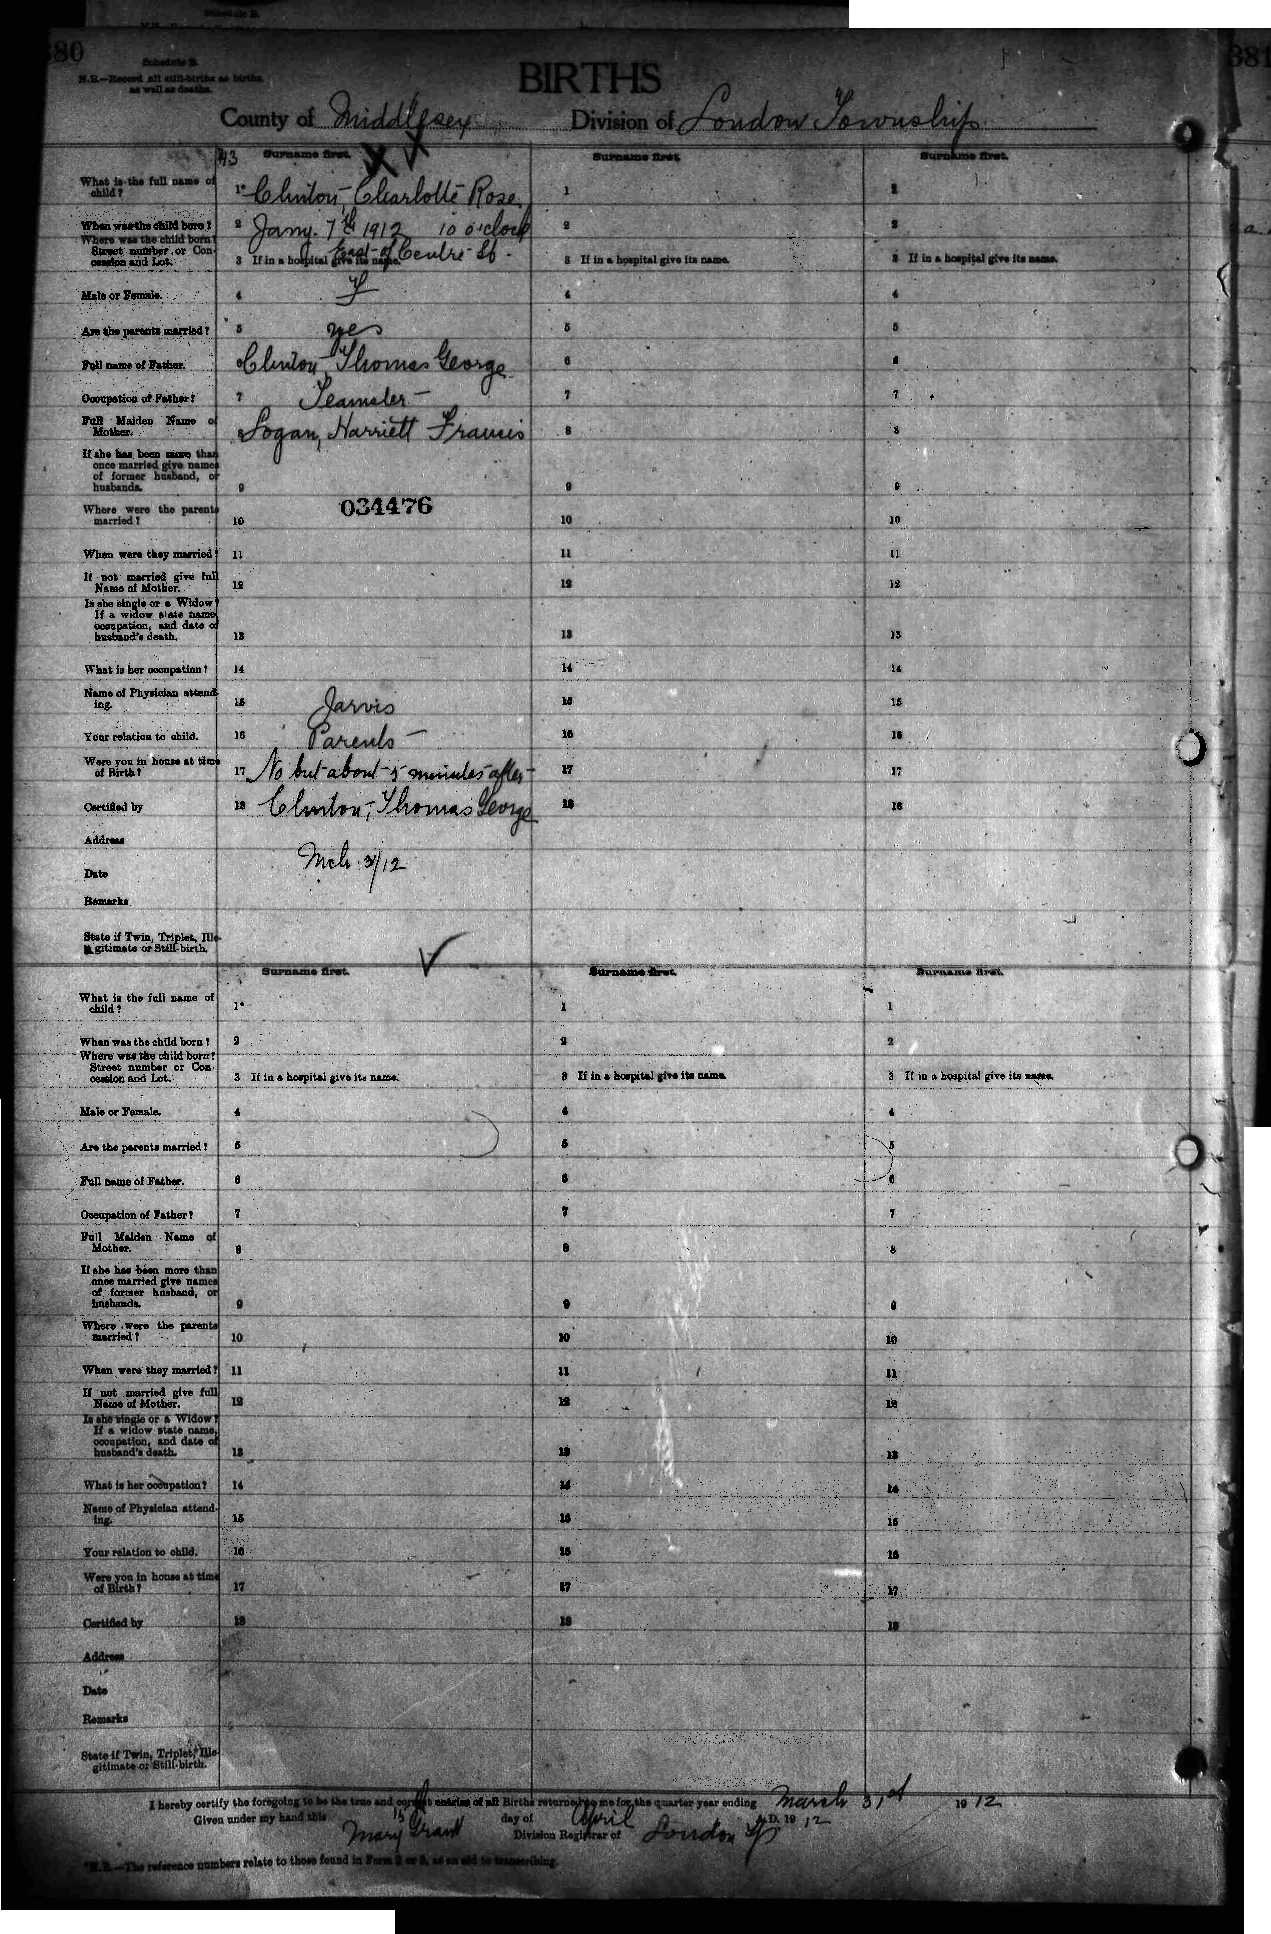 Schedule B.
380
381
Schedule B.
N.B.—Record all still-births as births,
as well as deaths.
BIRTHS
County of Middlesex Division of London Township
43 Surname first. Surname first. Surname first.
What is the full name of
child? 1* Clinton, Charlotte Rose 1 1
When was the child born? 2 Jany. 7th 1912 10 o'clock 2 2
Where was the child born?
Street number or Con-
cession and Lot. 3 If in a hospital give its name. East of Centre St. 3 If in a hospital give its name. 3 If in a hospital give its name.
Male or Female. 4 F 4 4
Are the parents married? 5 yes 5 5
Full name of Father. 6 Clinton, Thomas George 6 6
Occupation of Father? 7 Teamster 7 7
Full Maiden Name of
Mother. 8 Logan, Harriett Francis 8 8
If she has been more than
once married give names
of former husband, or
husbands. 9 9 9
034476
Where were the parents
married? 10 10 10
When were they married? 11 11 11
If not married give full
Name of Mother. 12 12 12
Is she single or a Widow?
If a widow state name,
occupation, and date of
husband's death. 13 13 13
What is her occupation? 14 14 14
Name of Physician attend-
ing. 15 Jarvis 15 15
Your relation to child. 16 Parents 16 16
Were you in house at time
of Birth? 17 No but about 5 minutes after 17 17
Certified by 18 Clinton, Thomas George 18 18
Address
Date Mch 31/12
Remarks
State if Twin, Triplet, Ille-
gitimate or Still-birth.
Surname first. Surname first. Surname first.
What is the full name of
child? 1* 1 1
When was the child born? 2 2 2
Where was the child born?
Street number or Con-
cession and Lot. 3 If in a hospital give its name. 3 If in a hospital give its name. 3 If in a hospital give its name.
Male or Female. 4 4 4
Are the parents married? 5 5 5
Full name of Father. 6 6 6
Occupation of Father? 7 7 7
Full Maiden Name of
Mother. 8 8 8
If she has been more than
once married give names
of former husband, or
husbands. 9 9 9
Where were the parents
married? 10 10 10
When were they married? 11 11 11
If not married give full
Name of Mother. 12 12 12
Is she single or a Widow?
If a widow state name,
occupation, and date of
husband's death. 13 13 13
What is her occupation? 14 14 14
Name of Physician attend-
ing. 15 15 15
Your relation to child. 16 16 16
Were you in house at time
of Birth? 17 17 17
Certified by 18 18 18
Address
Date
Remarks
State if Twin, Triplet, Ille-
gitimate or Still-birth.
I hereby certify the foregoing to be the true and correct entries of all Births returned to me for the quarter year ending March 31st 1912
Given under my hand this 15 day of April A.D. 1912
Mary Grant Division Registrar of London Tp
*N.B.—The reference numbers relate to those found in Form 2 or 3, as an aid to transcribing.